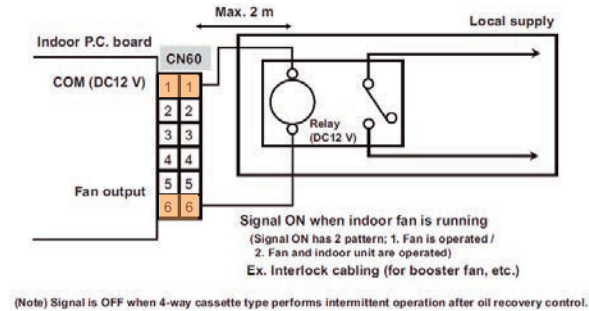 Max. 2 m
Local supply
Indoor P.C. board
CN60
COM (DC12 V)
1 1
2 2
3 3
4 4
5 5
6 6
Relay
(DC12 V)
Fan output
Signal ON when indoor fan is running
(Signal ON has 2 pattern; 1. Fan is operated /
2. Fan and indoor unit are operated)
Ex. Interlock cabling (for booster fan, etc.)
(Note) Signal is OFF when 4-way cassette type performs intermittent operation after oil recovery control.